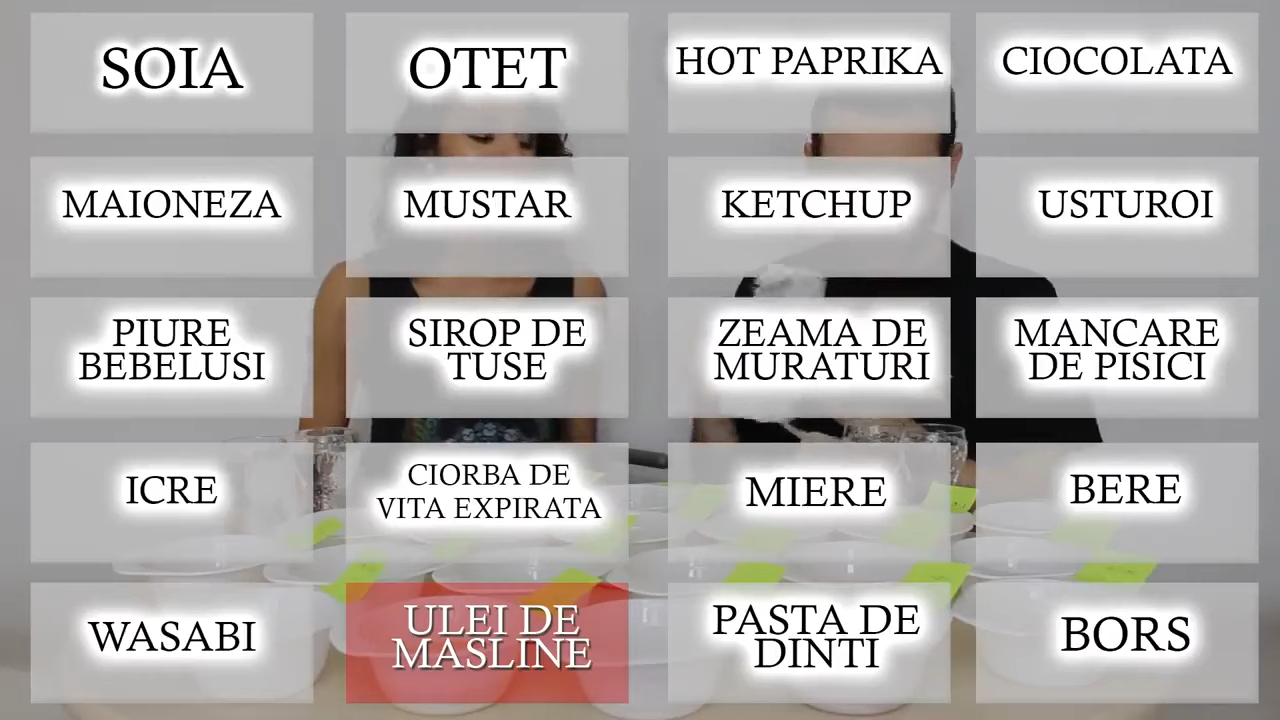 SOIA
OTET
HOT PAPRIKA
CIOCOLATA
MAIONEZA
MUSTAR
KETCHUP
USTUROI
PIURE
BEBELUSI
SIROP DE
TUSE
ZEAMA DE
MURATURI
MANCARE
DE PISICI
ICRE
CIORBA DE
VITA EXPIRATA
MIERE
BERE
WASABI
ULEI DE
MASLINE
PASTA DE
DINTI
BORS